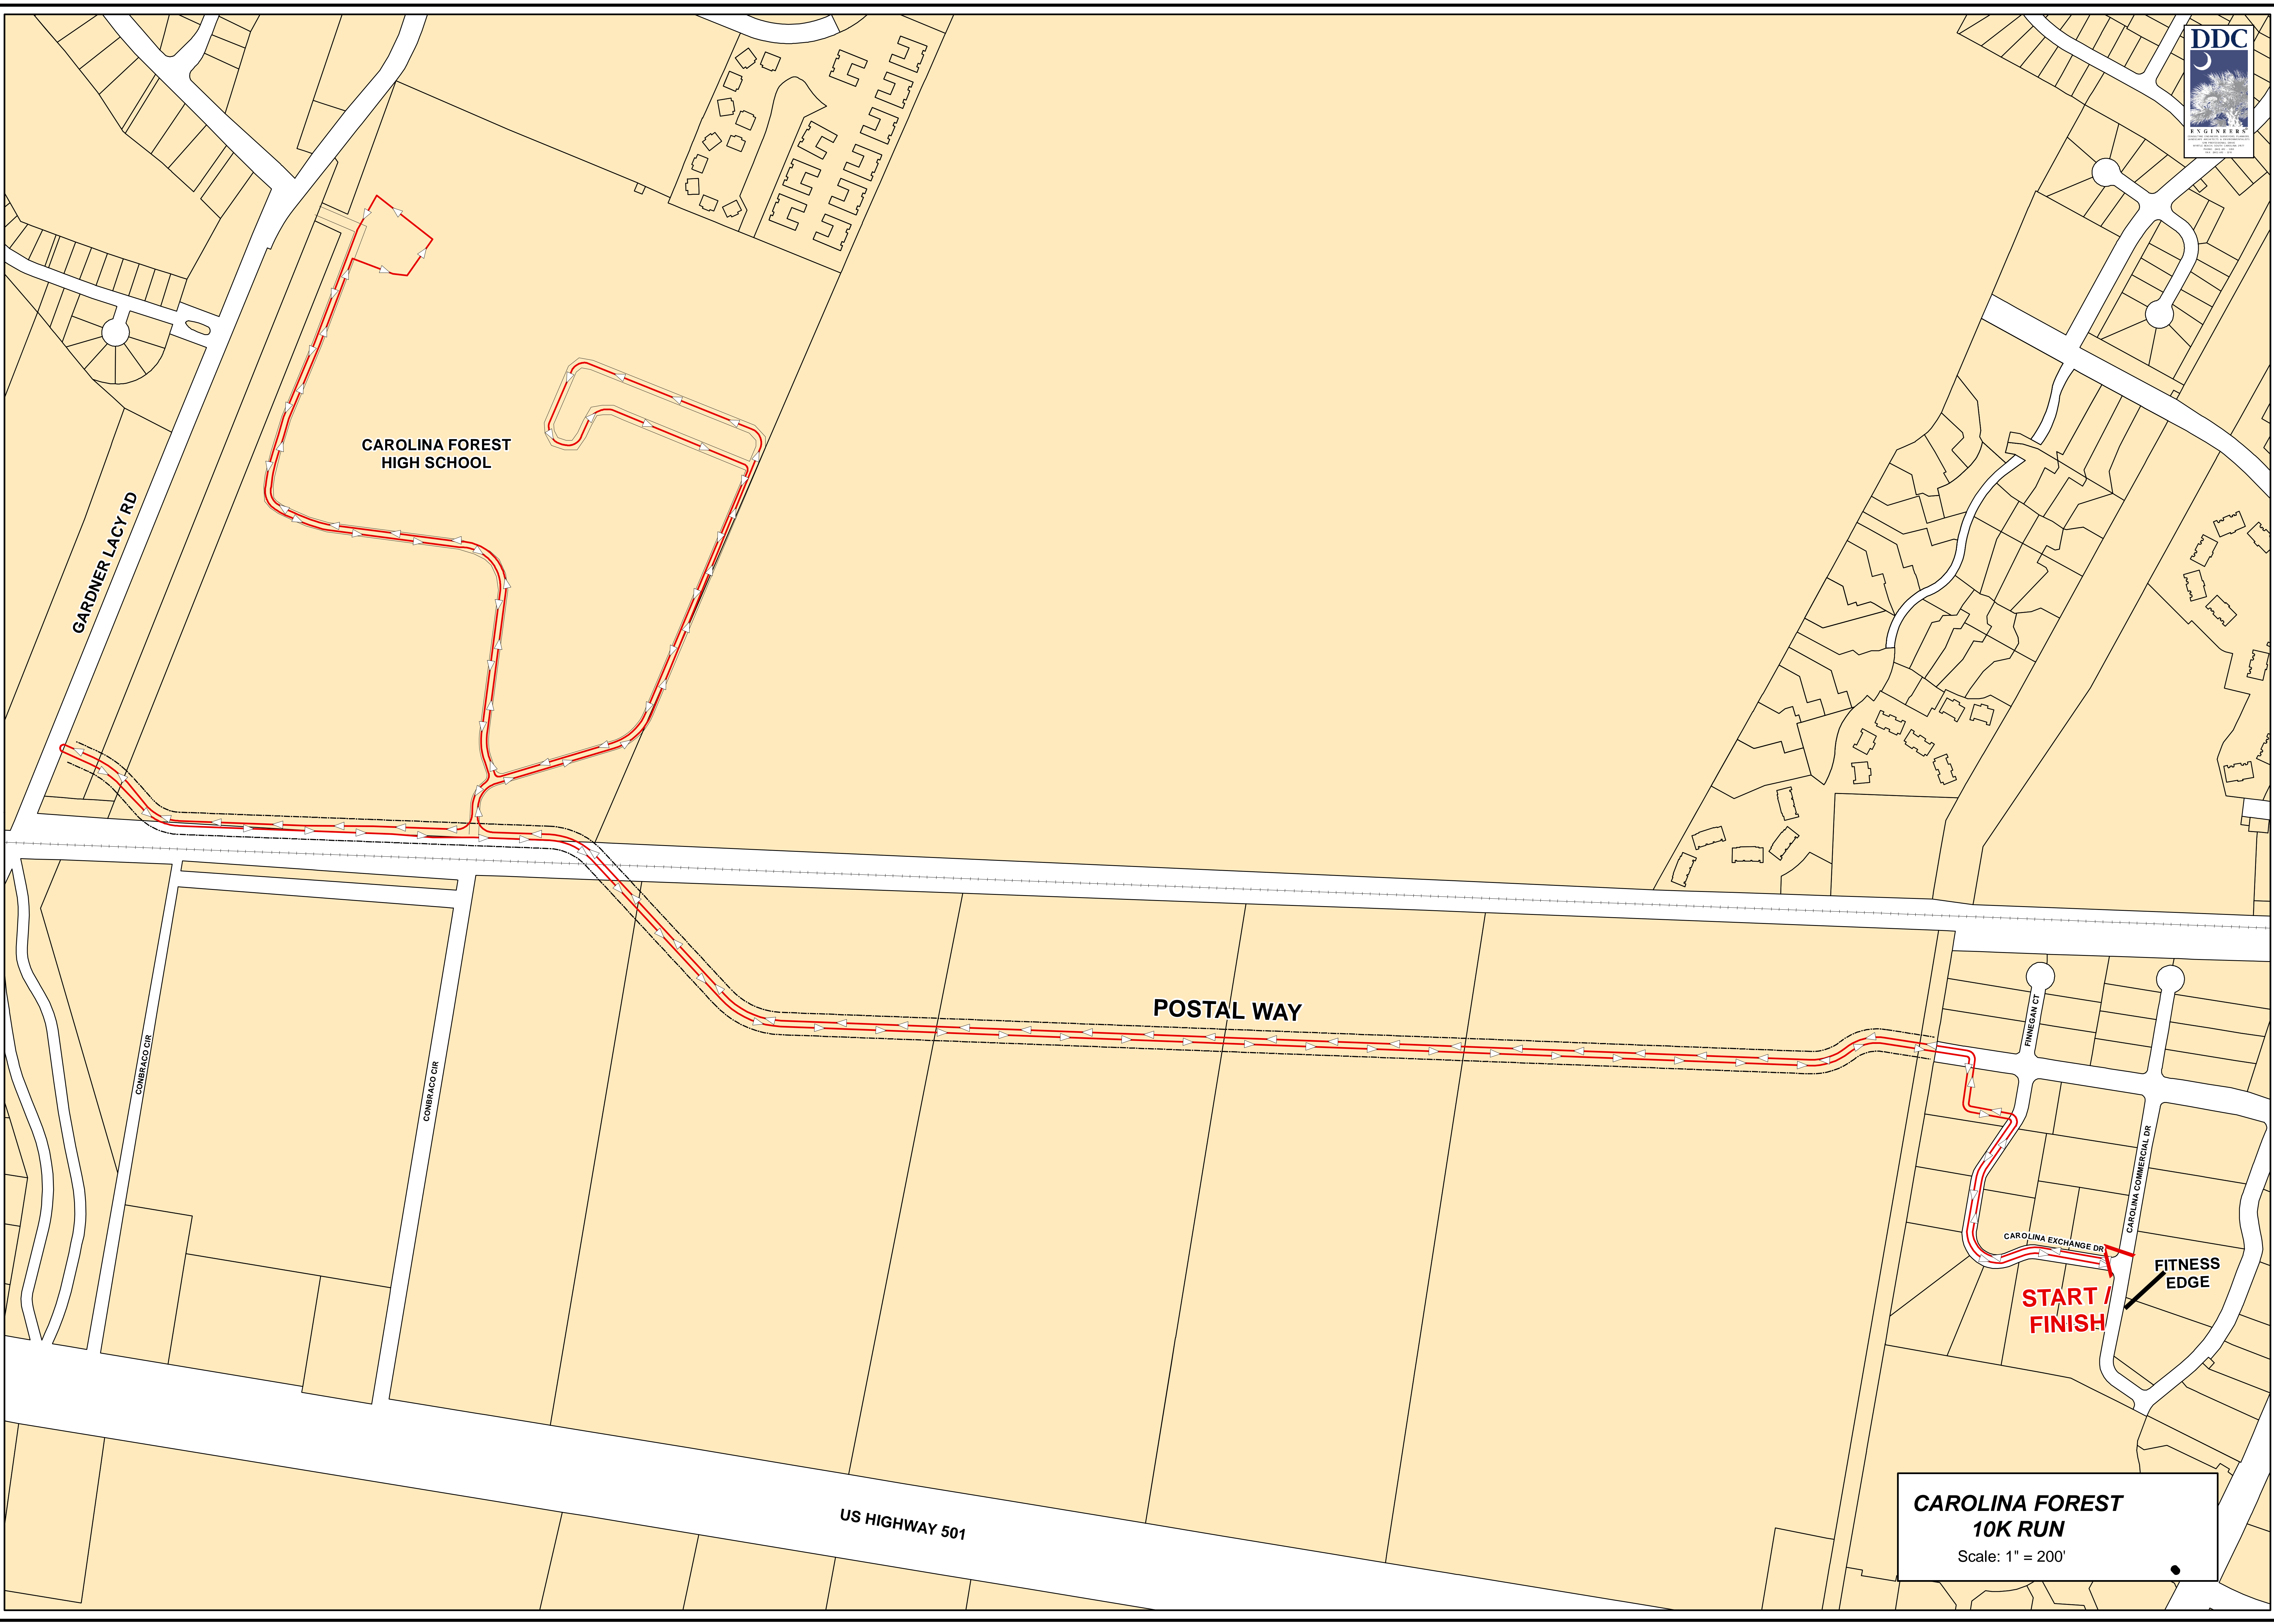 DDC
ENGINEERS
CAROLINA FOREST
HIGH SCHOOL
GARDNER LACY RD
POSTAL WAY
FINNEGAN CT
CONBRACO CIR
CONBRACO CIR
CAROLINA COMMERCIAL DR
CAROLINA EXCHANGE DR
FITNESS
EDGE
START /
FINISH
US HIGHWAY 501
CAROLINA FOREST
10K RUN
Scale: 1" = 200'